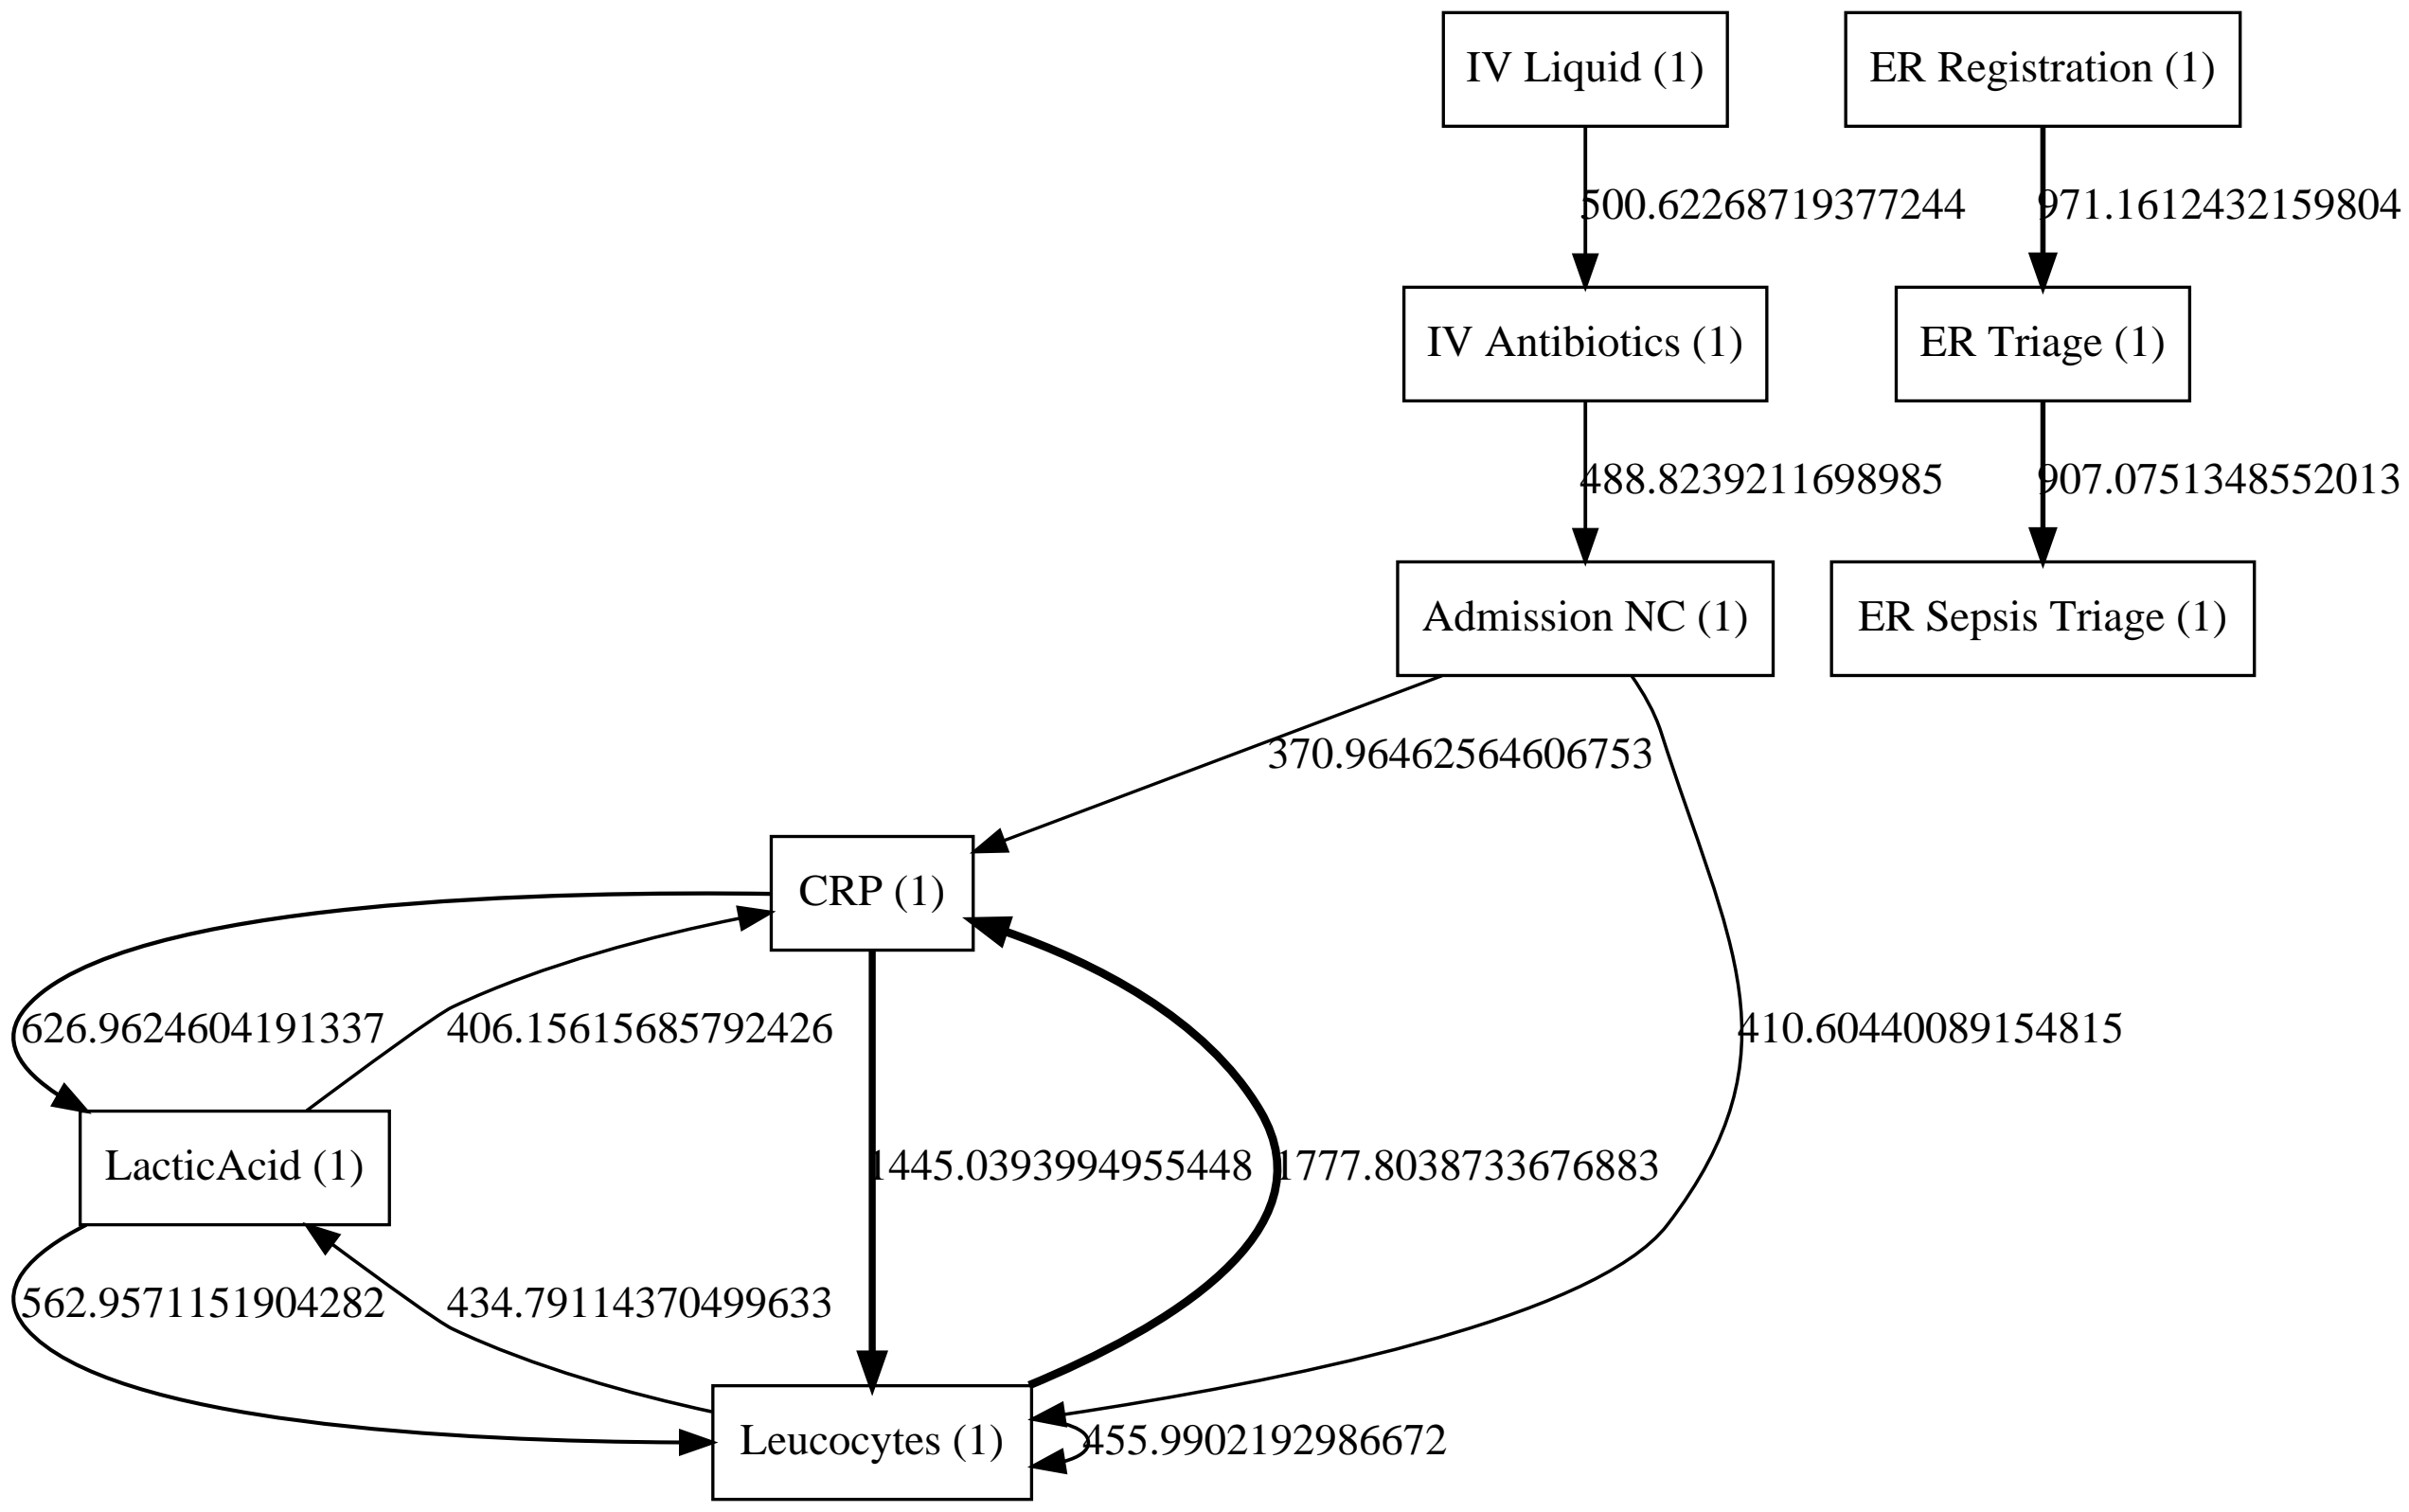 IV Liquid (1)
ER Registration (1)
500.62268719377244
971.1612432159804
IV Antibiotics (1)
ER Triage (1)
488.8239211698985
907.0751348552013
Admission NC (1)
ER Sepsis Triage (1)
370.96462564606753
CRP (1)
626.9624604191337
406.15615685792426
410.60440089154815
LacticAcid (1)
1445.0393994955448
1777.8038733676883
562.9571151904282
434.79114370499633
Leucocytes (1)
455.9902192986672